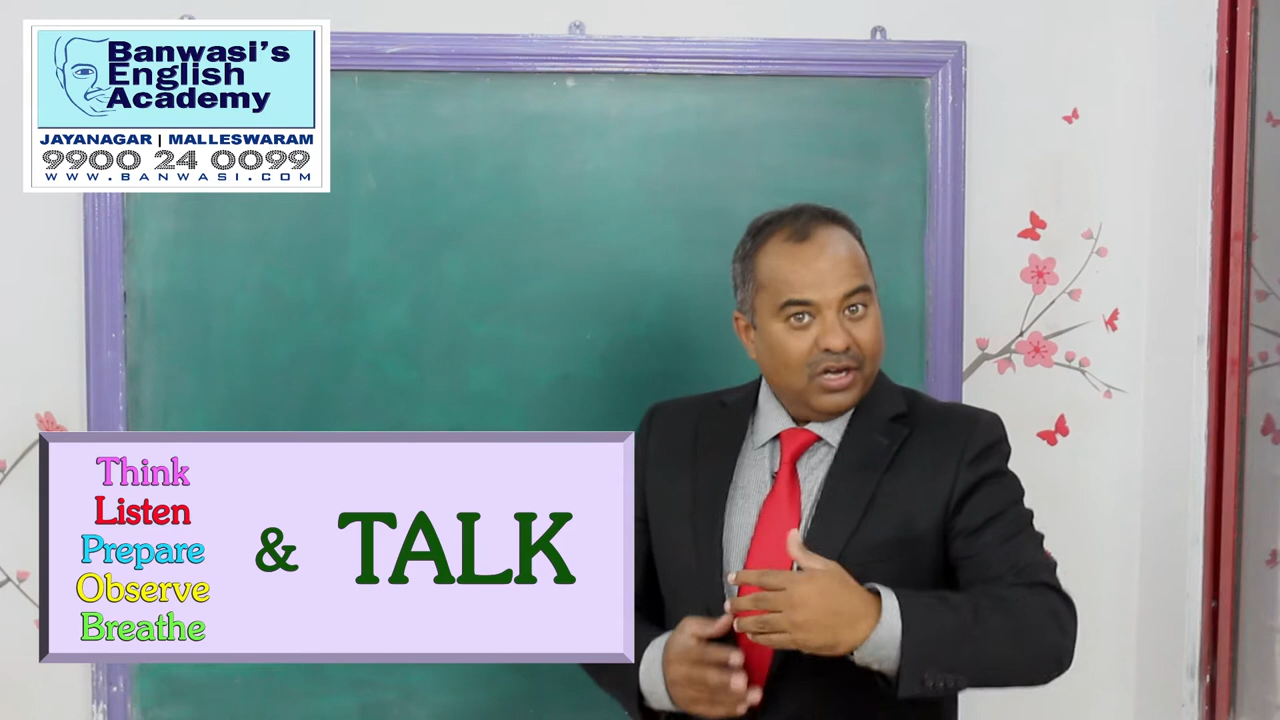 Banwasi's
English
Academy
JAYANAGAR | MALLESWARAM
9900 24 0099
WWW.BANWASI.COM
Think
Listen
Prepare
Observe
Breathe
& TALK